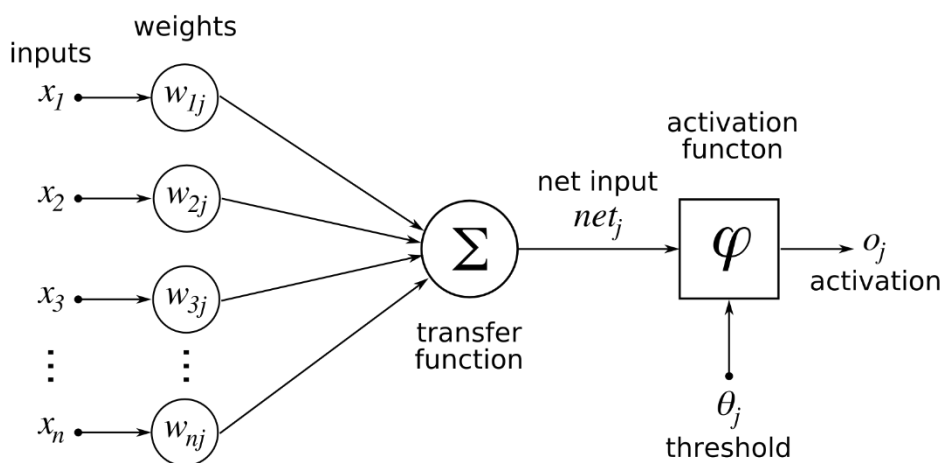 weights
inputs
x1
w1j
x2
w2j
x3
w3j
⋮
⋮
xn
wnj
Σ
transfer
function
net input
netj
activation
functon
φ
oj
activation
θj
threshold